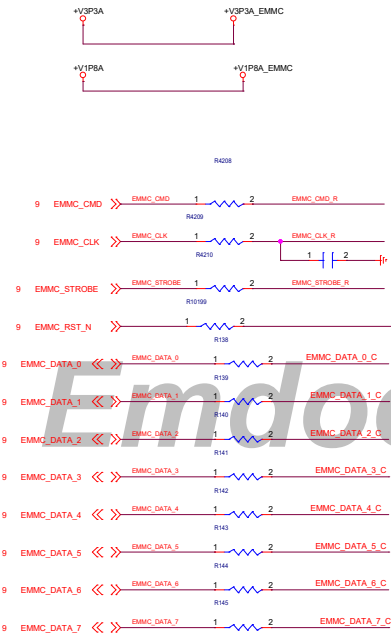 +V3P3A +V3P3A_EMMC
+V1P8A +V1P8A_EMMC
R4208
9 EMMC_CMD EMMC_CMD 1 2 EMMC_CMD_R
R4209
9 EMMC_CLK EMMC_CLK 1 2 EMMC_CLK_R
R4210
1 2
9 EMMC_STROBE EMMC_STROBE 1 2 EMMC_STROBE_R
R10199
9 EMMC_RST_N 1 2
R138
9 EMMC_DATA_0 EMMC_DATA_0 1 2 EMMC_DATA_0_C
R139
9 EMMC_DATA_1 EMMC_DATA_1 1 2 EMMC_DATA_1_C
R140
9 EMMC_DATA_2 EMMC_DATA_2 1 2 EMMC_DATA_2_C
R141
9 EMMC_DATA_3 EMMC_DATA_3 1 2 EMMC_DATA_3_C
R142
9 EMMC_DATA_4 EMMC_DATA_4 1 2 EMMC_DATA_4_C
R143
9 EMMC_DATA_5 EMMC_DATA_5 1 2 EMMC_DATA_5_C
R144
9 EMMC_DATA_6 EMMC_DATA_6 1 2 EMMC_DATA_6_C
R145
9 EMMC_DATA_7 EMMC_DATA_7 1 2 EMMC_DATA_7_C
Emdoo